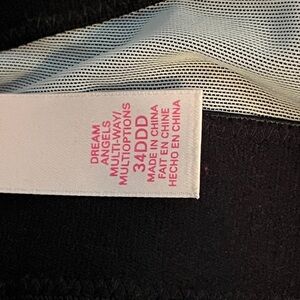 DREAM
ANGELS
MULTI-WAY/
MULTIOPTIONS
34DDD
MADE IN CHINA
FAIT EN CHINE
HECHO EN CHINA